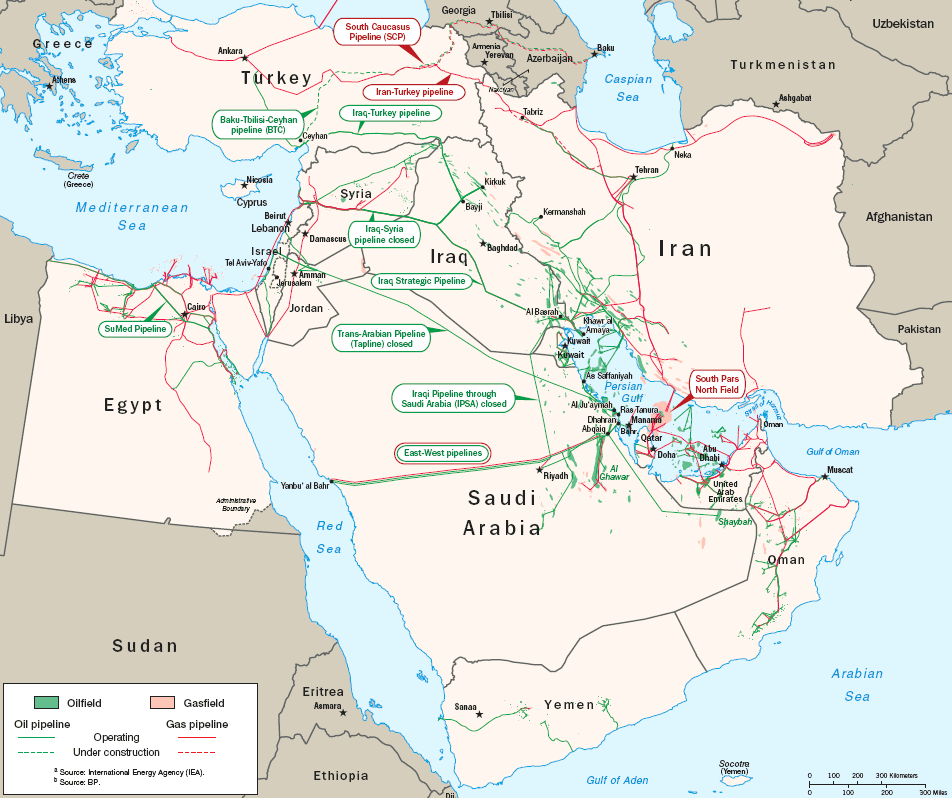 Georgia
Tbilisi
Uzbekistan
South Caucasus
Pipeline (SCP)
Greece
Ankara
Armenia
Yerevan
Baku
Azerbaijan
Turkmenistan
Athens
Turkey
Caspian
Sea
Iran-Turkey pipeline
Ashgabat
Baku-Tbilisi-Ceyhan
pipeline (BTC)
Iraq-Turkey pipeline
Tabriz
Ceyhan
Neka
Crete
(Greece)
Nicosia
Tehran
Cyprus
Syria
Kirkuk
Bayji
Mediterranean
Sea
Beirut
Lebanon
Kermanshah
Afghanistan
Iraq-Syria
pipeline closed
Damascus
Baghdad
Iran
Israel
Iraq
Tel Aviv-Yafo
Amman
Jerusalem
Iraq Strategic Pipeline
Libya
Cairo
Jordan
Al Basrah
SuMed Pipeline
Khawr al
Amaya
Pakistan
Trans-Arabian Pipeline
(Tapline) closed
Kuwait
Kuwait
As Saffaniyah
Persian
Gulf
South Pars
North Field
Iraqi Pipeline through
Saudi Arabia (IPSA) closed
Egypt
Al Ju'aymah
Ras Tanura
Strait of Hormuz
Dhahran
Manama
Abqaiq
Bahr.
Oman
Qatar
East-West pipelines
Doha
Abu
Dhabi
Gulf of Oman
Al
Ghawar
Muscat
Riyadh
Yanbu' al Bahr
United
Arab
Emirates
Saudi
Arabia
Administrative
Boundary
Shaybah
Red
Sea
Oman
Sudan
Arabian
Sea
Eritrea
Asmara
Sanaa
Yemen
Oilfield
Gasfield
Oil pipeline
Gas pipeline
Operating
Under construction
a Source: International Energy Agency (IEA).
b Source: BP.
Ethiopia
Gulf of Aden
Socotra
(Yemen)
Dji.
0 100 200 300 Kilometers
0 100 200 300 Miles